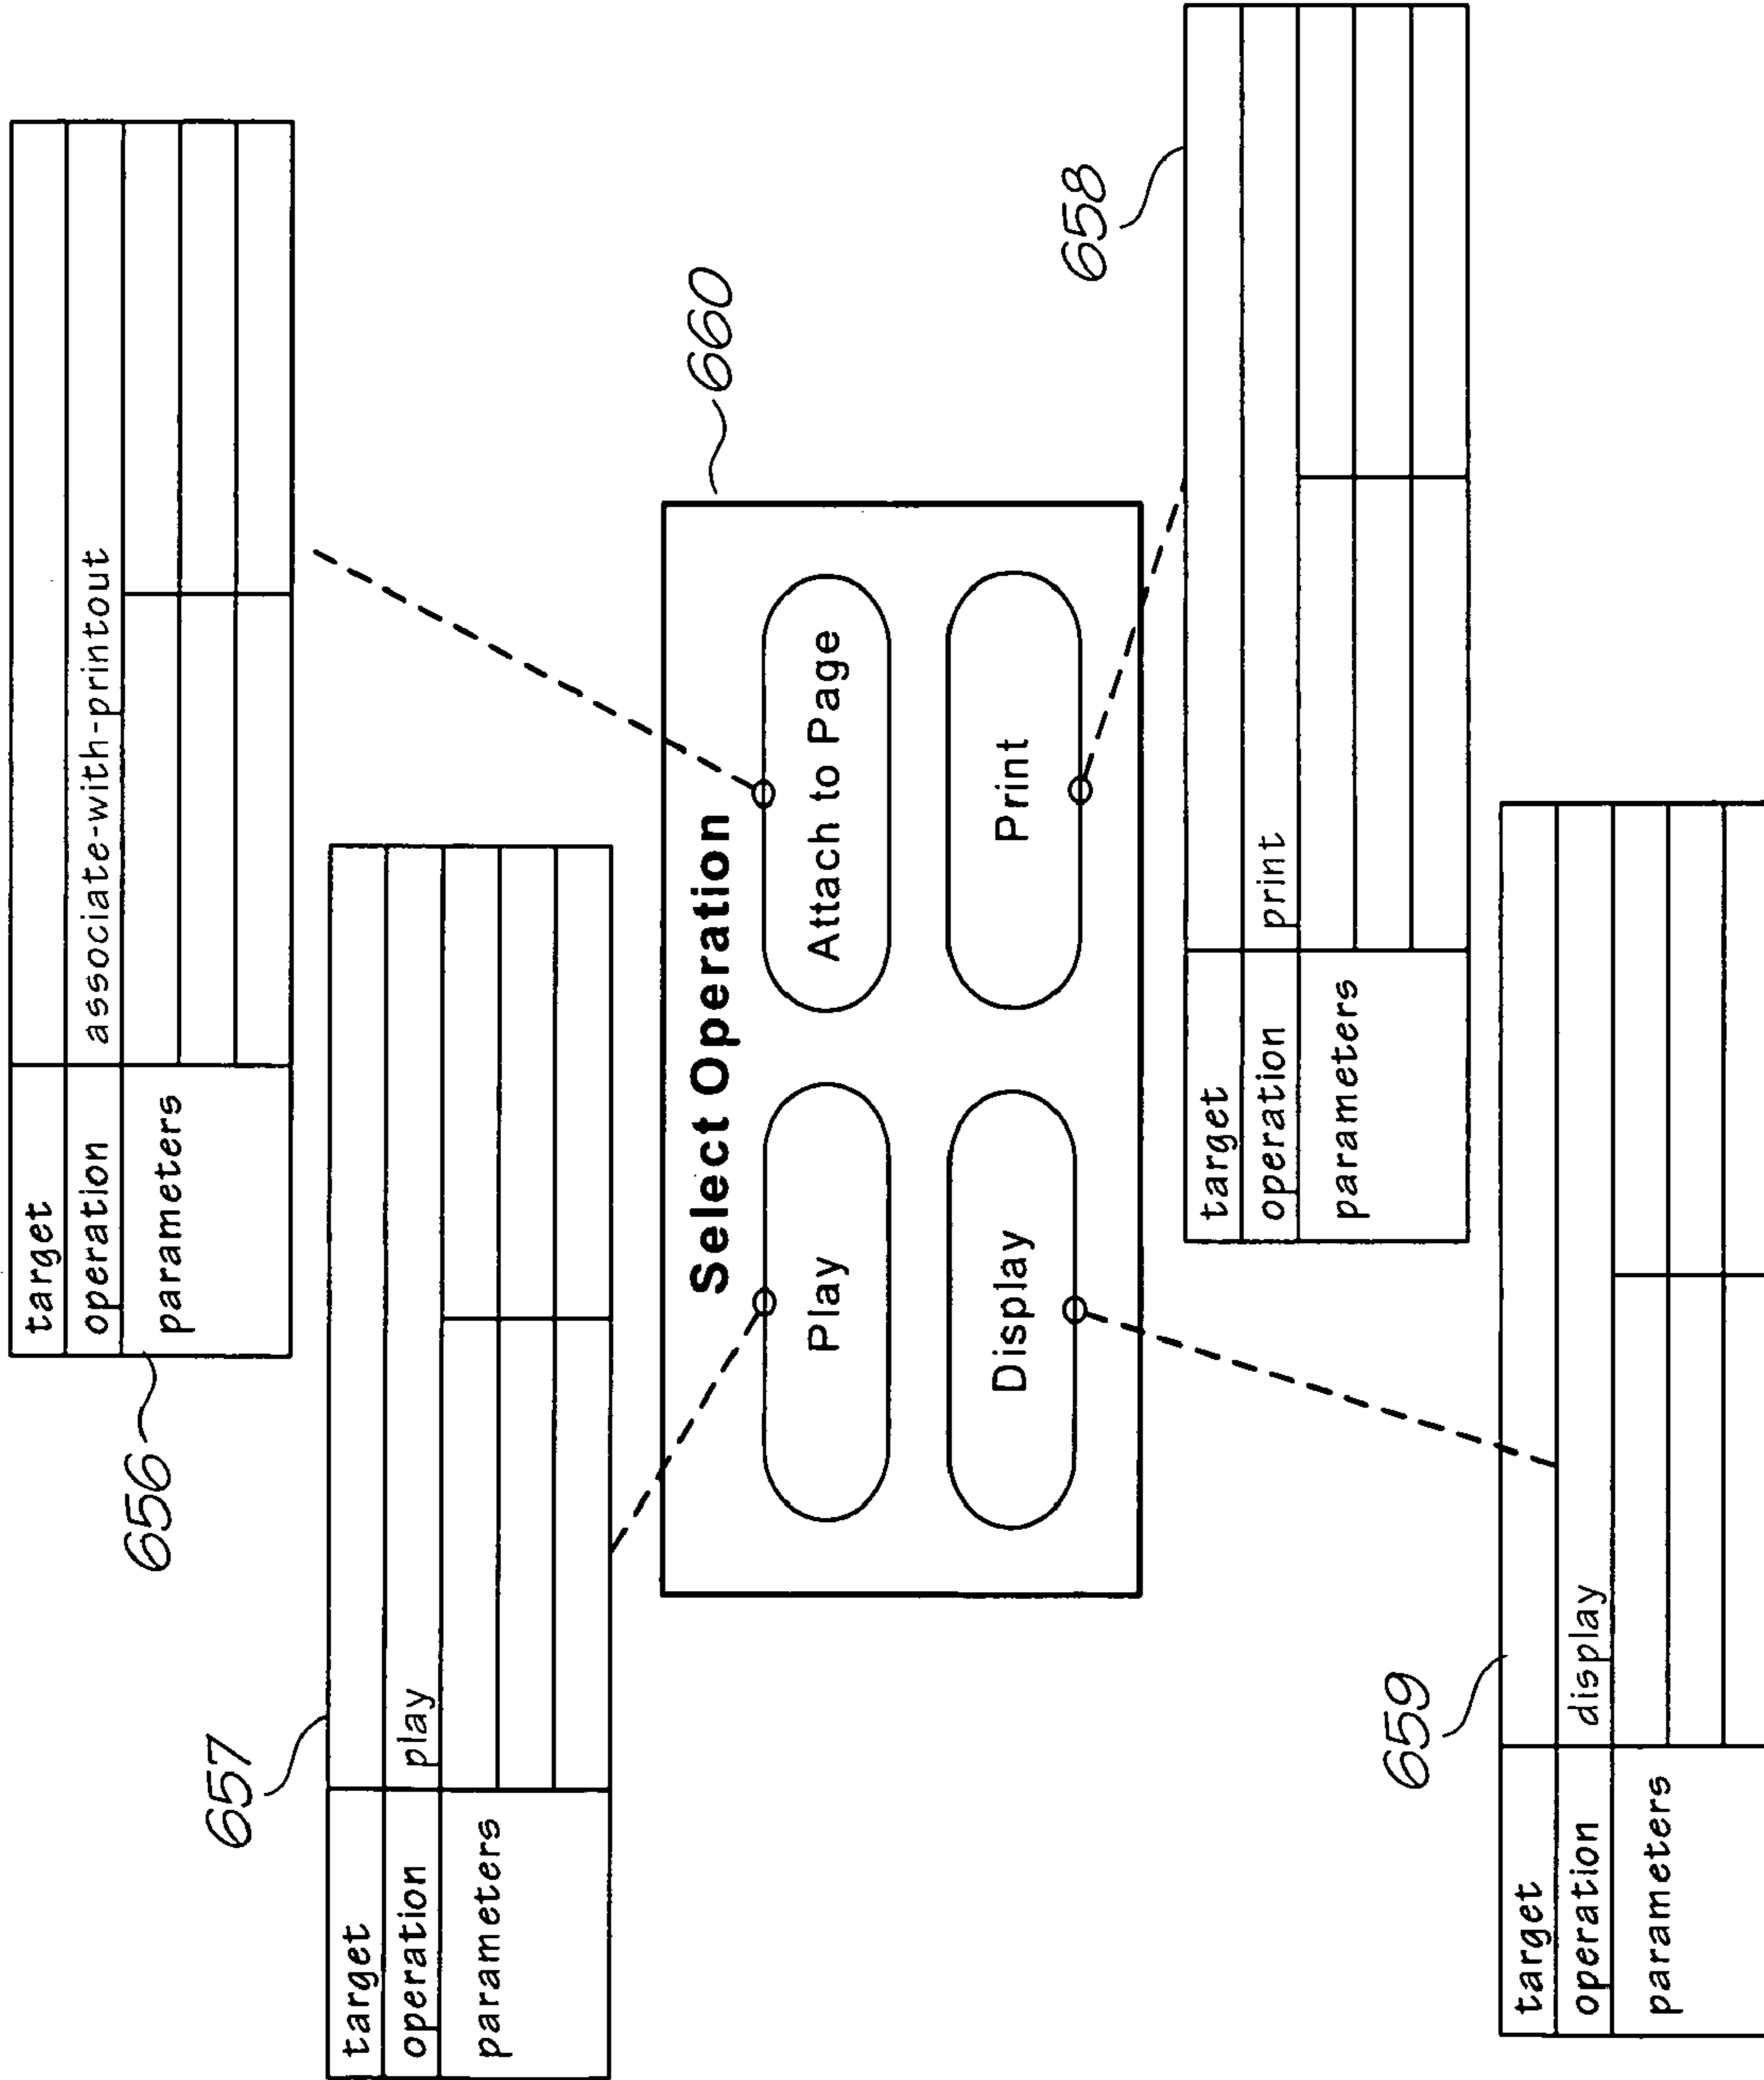 656
target
operation associate-with-printout
parameters
657
target
operation play
parameters
660
Select Operation
Play Attach to Page
Display Print
658
target
operation print
parameters
659
target
operation display
parameters